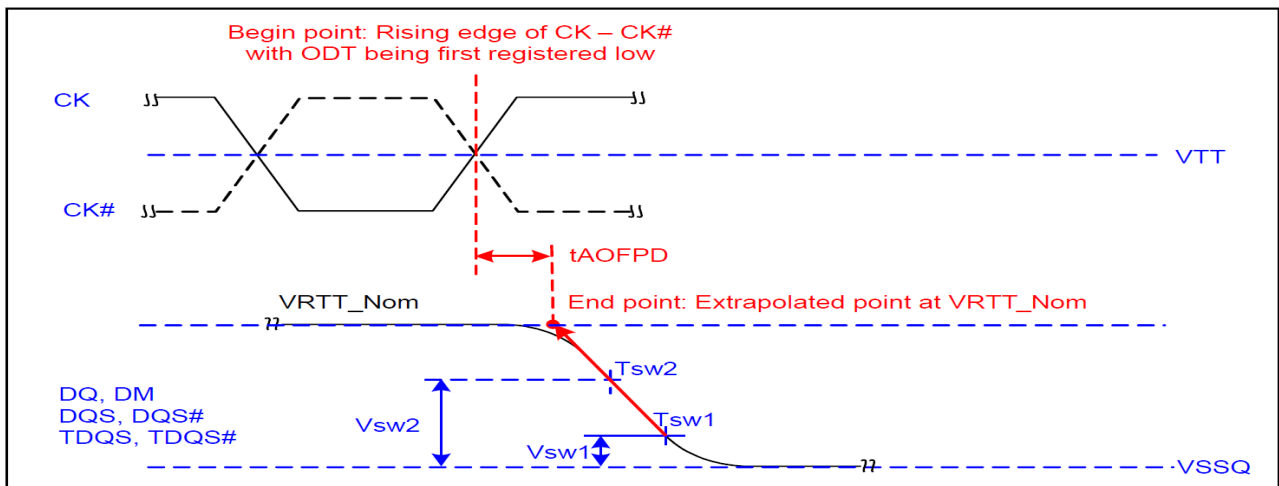 Begin point: Rising edge of CK – CK#
with ODT being first registered low
CK
VTT
CK#
tAOFPD
VRTT_Nom
End point: Extrapolated point at VRTT_Nom
Tsw2
DQ, DM
DQS, DQS#
TDQS, TDQS#
Vsw2
Tsw1
Vsw1
VSSQ